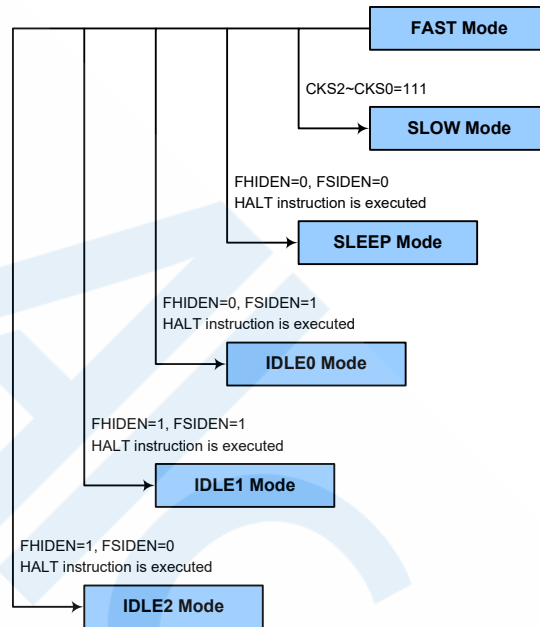 FAST Mode
CKS2~CKS0=111
SLOW Mode
FHIDEN=0, FSIDEN=0
HALT instruction is executed
SLEEP Mode
FHIDEN=0, FSIDEN=1
HALT instruction is executed
IDLE0 Mode
FHIDEN=1, FSIDEN=1
HALT instruction is executed
IDLE1 Mode
FHIDEN=1, FSIDEN=0
HALT instruction is executed
IDLE2 Mode